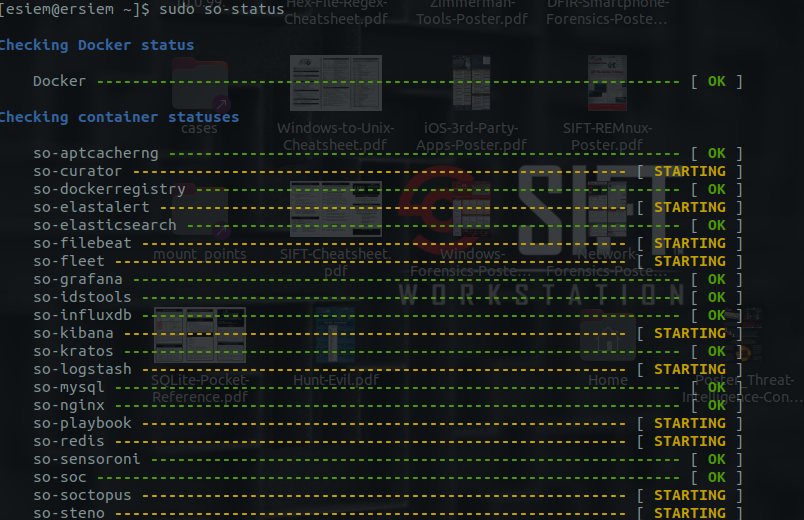 [esiem@ersiem ~]$ sudo so-status
Hex-File-Regex-
Cheatsheet.pdf
Zimmerman-
Tools-Poster.pdf
DFIR-Smartphone-
Forensics-Poste...
Checking Docker status
Docker ------------------------------------------------------------------ [ OK ]
Checking container statuses
cases
Windows-to-Unix-
Cheatsheet.pdf
iOS-3rd-Party-
Apps-Poster.pdf
SIFT-REMnux-
Poster.pdf
so-aptcacherng ---------------------------------------------------------- [ OK ]
so-curator -------------------------------------------------------- [ STARTING ]
so-dockerregistry ------------------------------------------------------- [ OK ]
so-elastalert ----------------------------------------------------- [ STARTING ]
so-elasticsearch -------------------------------------------------------- [ OK ]
so-filebeat ------------------------------------------------------- [ STARTING ]
so-fleet ---------------------------------------------------------- [ STARTING ]
so-grafana -------------------------------------------------------------- [ OK ]
so-idstools ------------------------------------------------------------- [ OK ]
so-influxdb ------------------------------------------------------------- [ OK ]
so-kibana --------------------------------------------------------- [ STARTING ]
so-kratos --------------------------------------------------------------- [ OK ]
so-logstash ------------------------------------------------------- [ STARTING ]
so-mysql ---------------------------------------------------------------- [ OK ]
so-nginx ---------------------------------------------------------------- [ OK ]
so-playbook ------------------------------------------------------- [ STARTING ]
so-redis ---------------------------------------------------------- [ STARTING ]
so-sensoroni ------------------------------------------------------------ [ OK ]
so-soc ------------------------------------------------------------------ [ OK ]
so-soctopus ------------------------------------------------------- [ STARTING ]
so-steno ---------------------------------------------------------- [ STARTING ]
mount_points
SIFT-Cheatsheet.
pdf
Windows-
Forensics-Poste...
Network-
Forensics-Poste...
SIFT
WORKSTATION
SQLite-Pocket-
Reference.pdf
Hunt-Evil.pdf
Home
Poster_Threat-
Intelligence-Con...